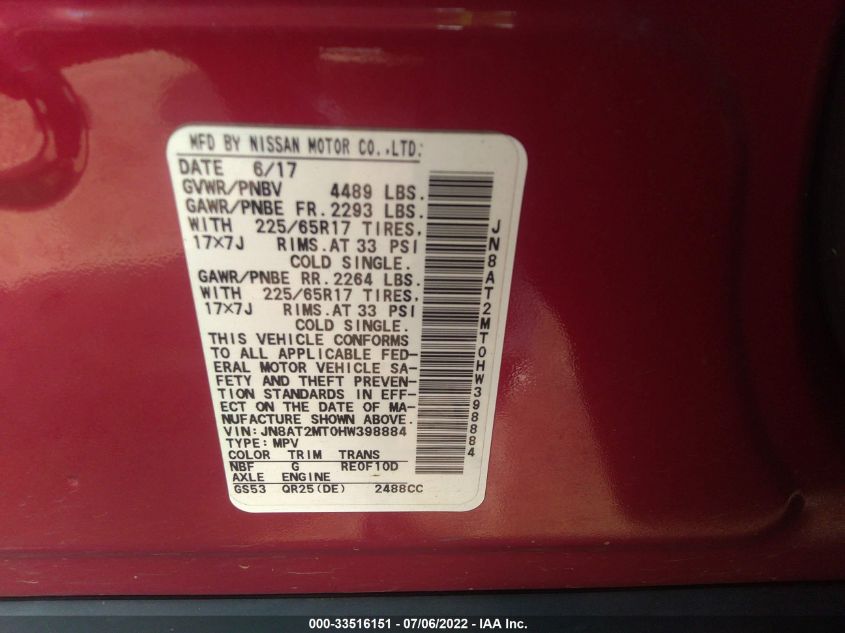 MFD BY NISSAN MOTOR CO.,LTD.
DATE 6/17
GVWR/PNBV 4489 LBS.
GAWR/PNBE FR. 2293 LBS.
WITH 225/65R17 TIRES,
17×7J RIMS. AT 33 PSI
COLD SINGLE.
GAWR/PNBE RR. 2264 LBS.
WITH 225/65R17 TIRES,
17×7J RIMS. AT 33 PSI
COLD SINGLE.
THIS VEHICLE CONFORMS
TO ALL APPLICABLE FED-
ERAL MOTOR VEHICLE SA-
FETY AND THEFT PREVEN-
TION STANDARDS IN EFF-
ECT ON THE DATE OF MA-
NUFACTURE SHOWN ABOVE.
VIN: JN8AT2MT0HW398884
TYPE: MPV
COLOR TRIM TRANS
NBF G RE0F10D
AXLE ENGINE
GS53 QR25(DE) 2488CC
JN8AT2MT0HW398884
000-33516151 - 07/06/2022 - IAA Inc.